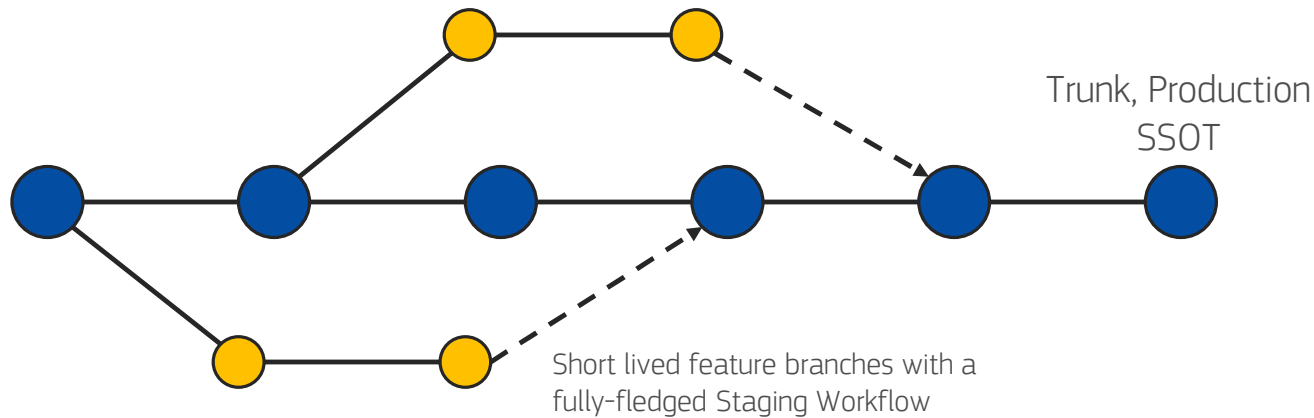 Trunk, Production
SSOT
Short lived feature branches with a
fully-fledged Staging Workflow